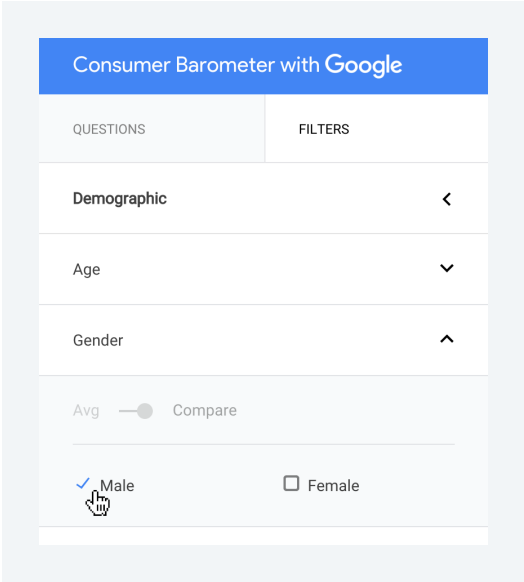 Consumer Barometer with Google
QUESTIONS FILTERS
Demographic
Age
Gender
Avg Compare
Male Female